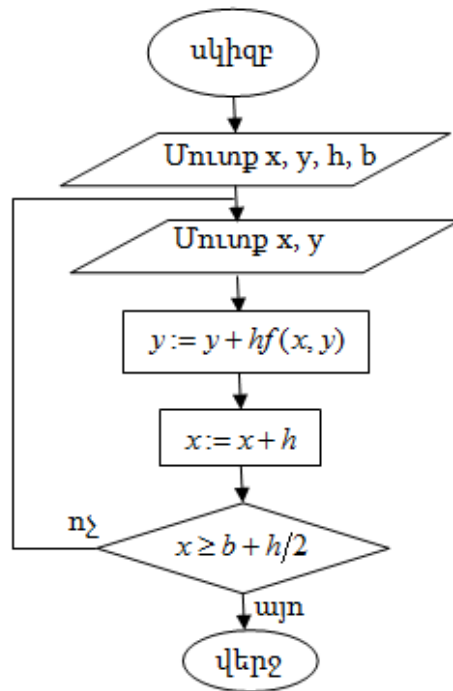 սկիզբ
Մուտք x, y, h, b
Մուտք x, y
y := y + hf (x, y)
x := x + h
ոչ
x ≥ b + h/2
այո
վերջ